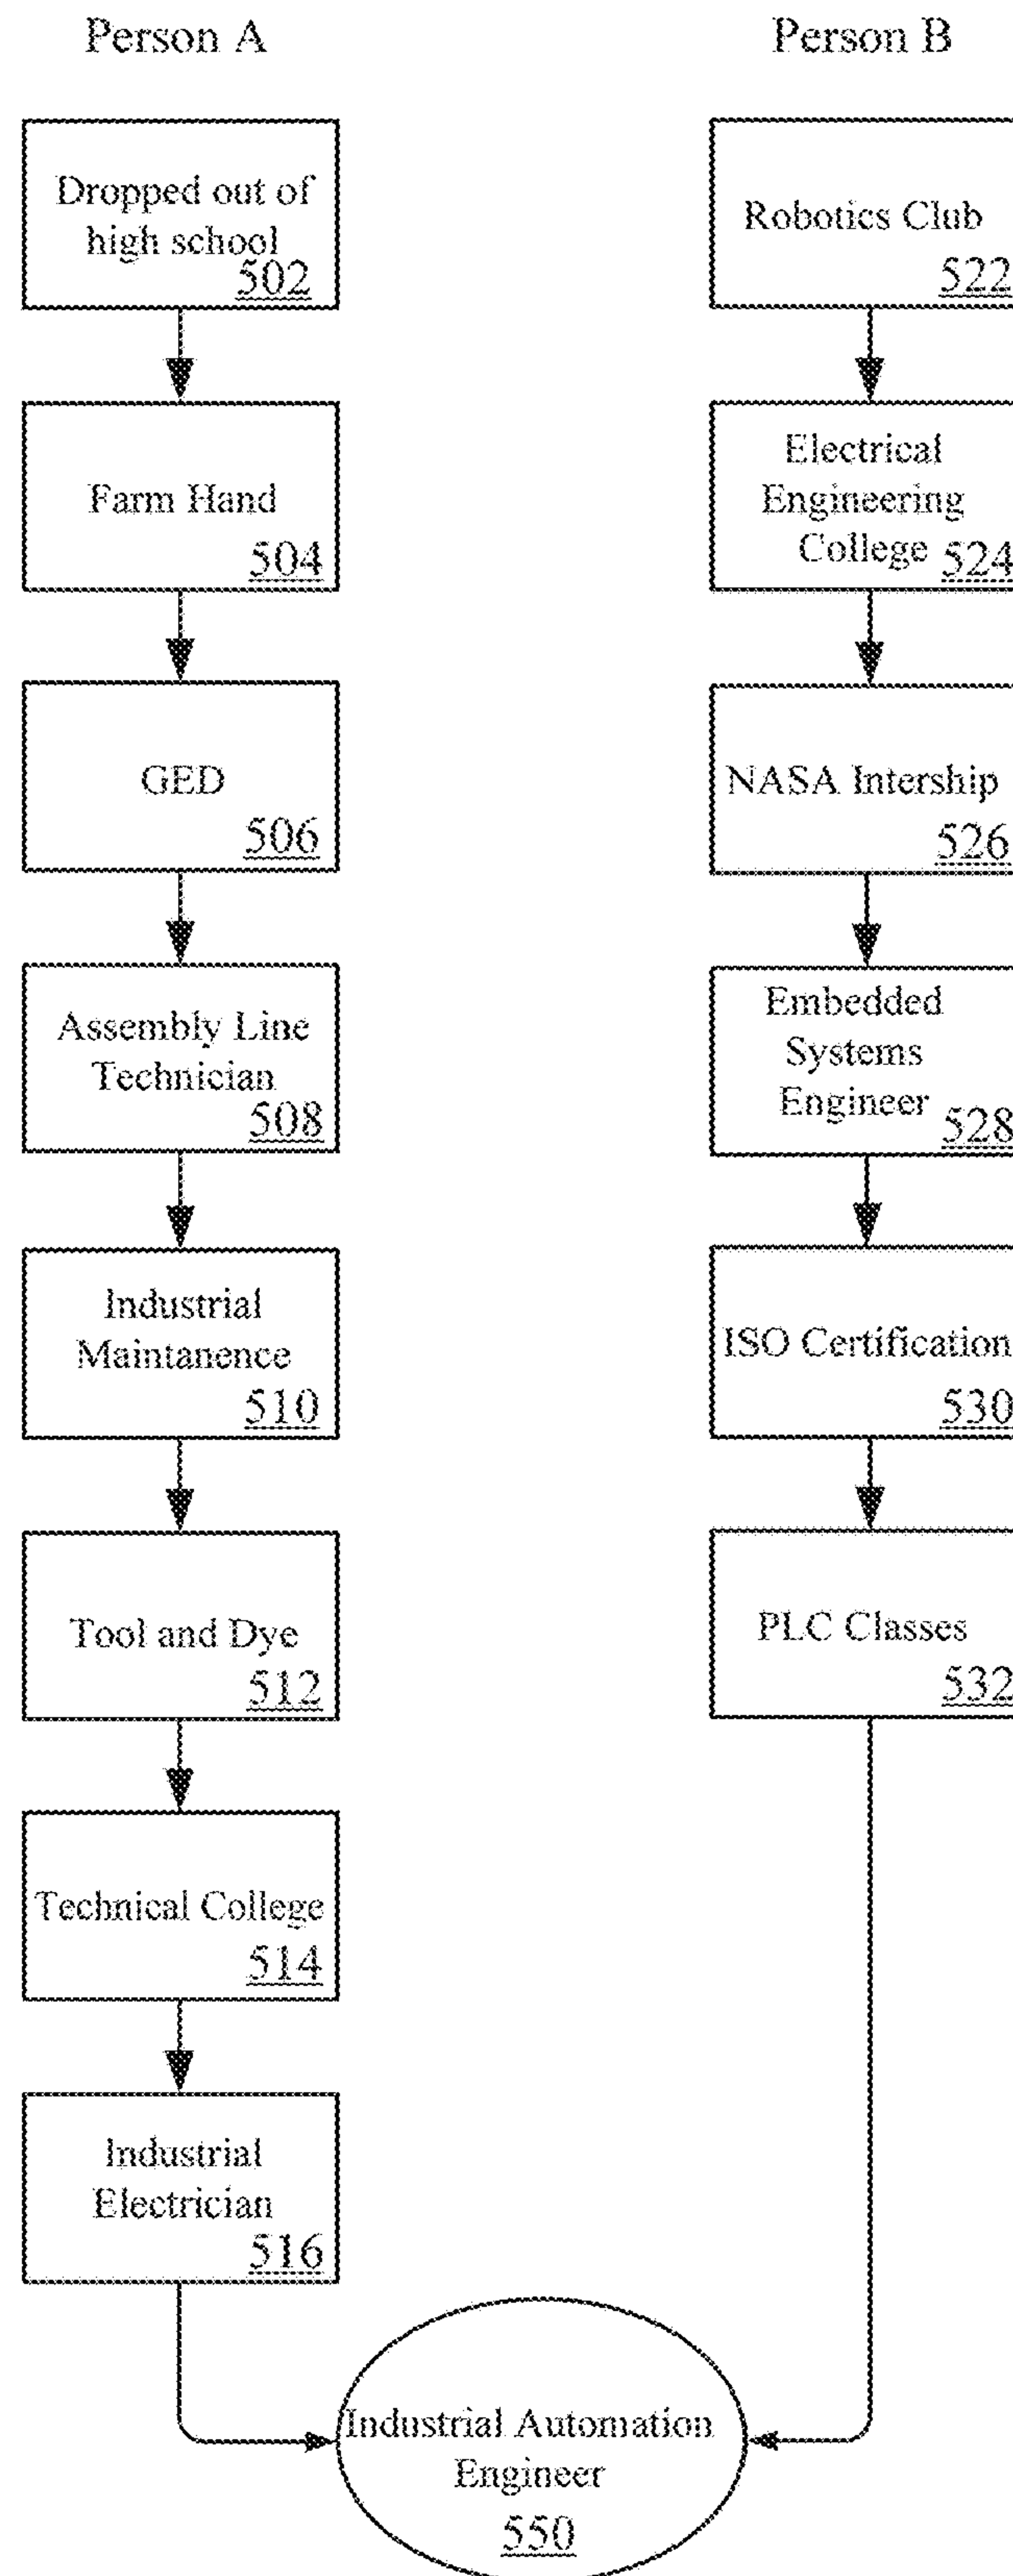 Person A
Dropped out of
high school
502
Farm Hand
504
GED
506
Assembly Line
Technician
508
Industrial
Maintanence
510
Tool and Dye
512
Technical College
514
Industrial
Electrician
516
Person B
Robotics Club
522
Electrical
Engineering
College 524
NASA Intership
526
Embedded
Systems
Engineer
528
ISO Certification
530
PLC Classes
532
Industrial Automation
Engineer
550